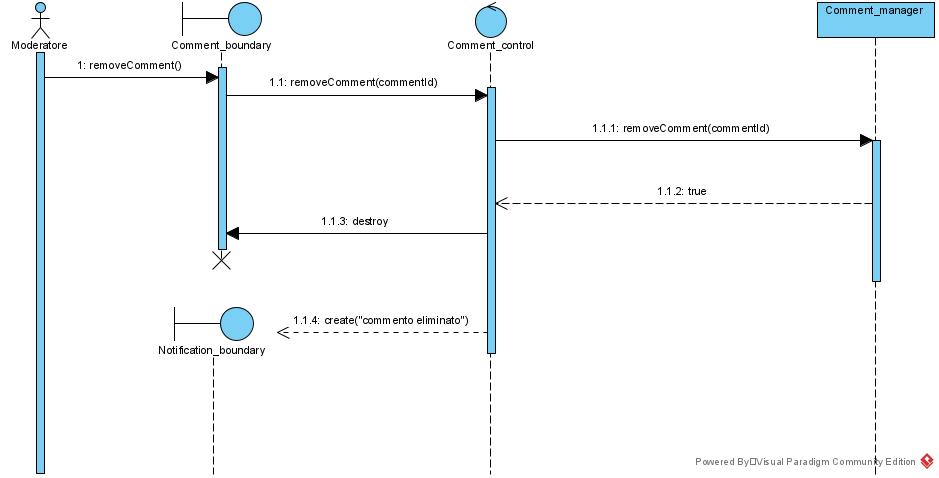 Comment_manager
Moderatore
Comment_boundary
Comment_control
1: removeComment()
1.1: removeComment(commentId)
1.1.1: removeComment(commentId)
1.1.2: true
1.1.3: destroy
1.1.4: create("commento eliminato")
Notification_boundary
Powered By Visual Paradigm Community Edition